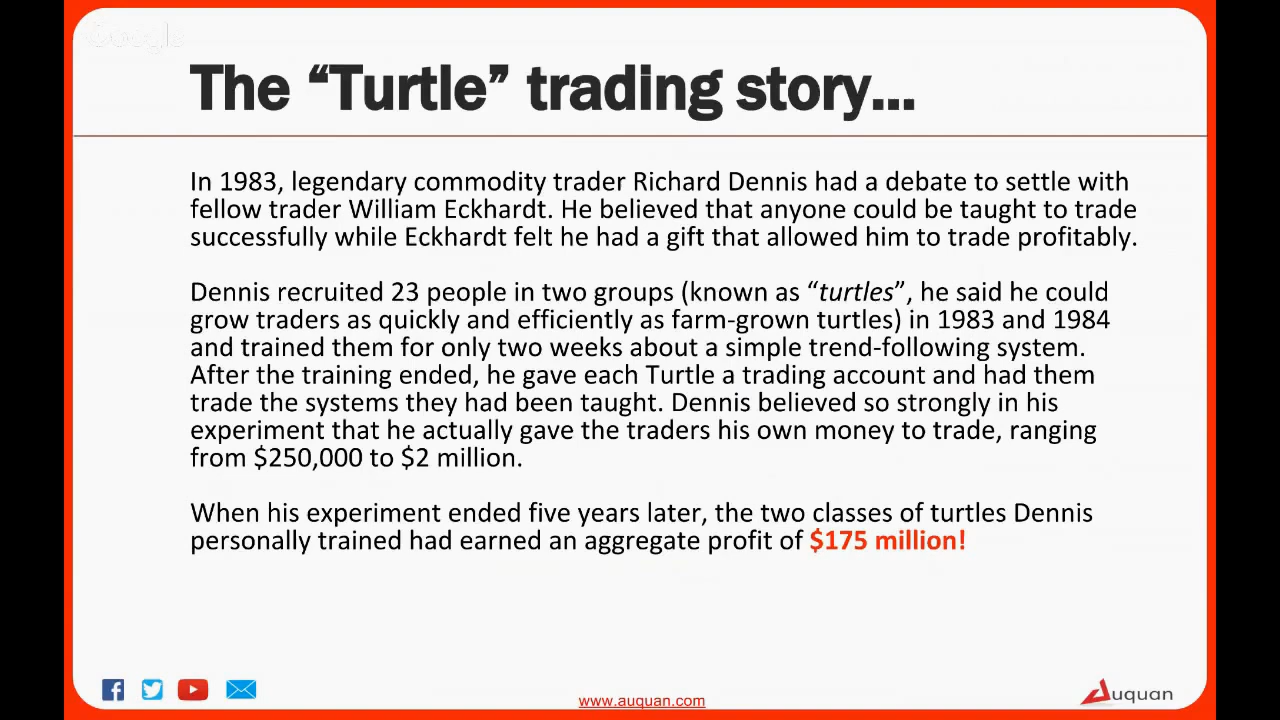 Google
The “Turtle” trading story...
In 1983, legendary commodity trader Richard Dennis had a debate to settle with
fellow trader William Eckhardt. He believed that anyone could be taught to trade
successfully while Eckhardt felt he had a gift that allowed him to trade profitably.
Dennis recruited 23 people in two groups (known as “turtles”, he said he could
grow traders as quickly and efficiently as farm-grown turtles) in 1983 and 1984
and trained them for only two weeks about a simple trend-following system.
After the training ended, he gave each Turtle a trading account and had them
trade the systems they had been taught. Dennis believed so strongly in his
experiment that he actually gave the traders his own money to trade, ranging
from $250,000 to $2 million.
When his experiment ended five years later, the two classes of turtles Dennis
personally trained had earned an aggregate profit of $175 million!
www.auquan.com
Auquan